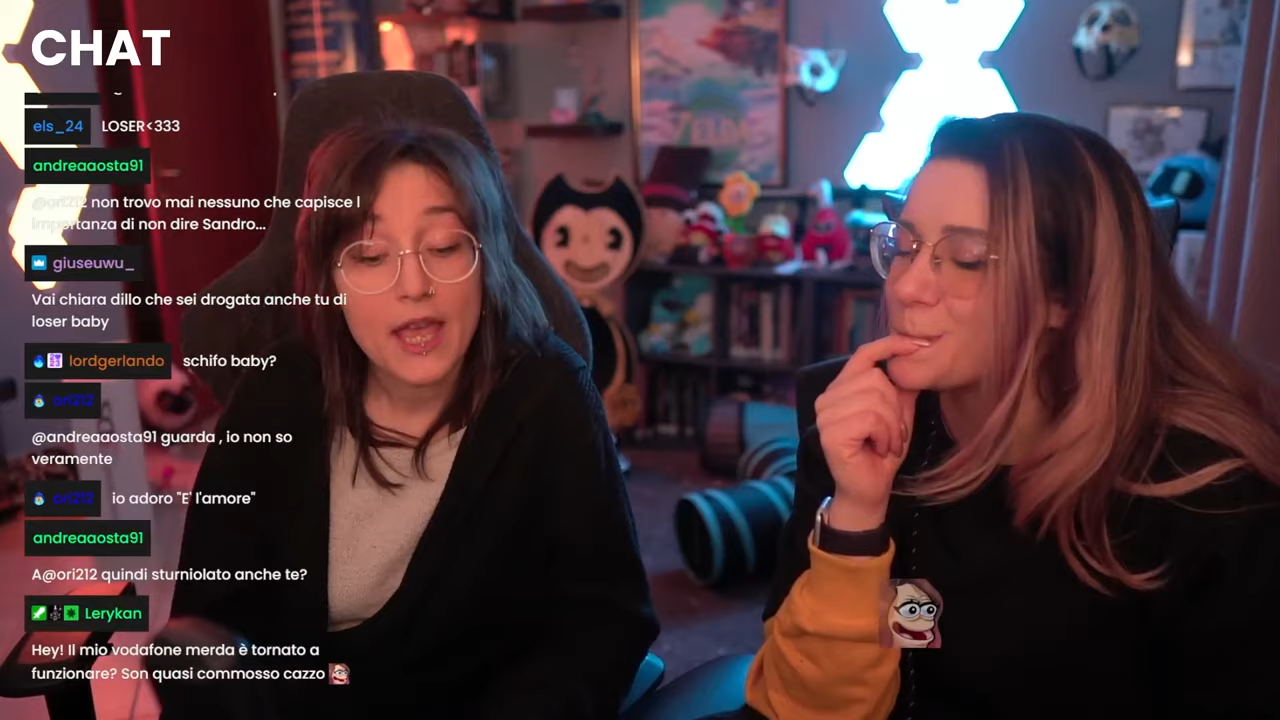 CHAT
els_24 LOSER<333
andreaaosta91
@ori212 non trovo mai nessuno che capisce l
importanza di non dire Sandro...
giuseuwu_
Vai chiara dillo che sei drogata anche tu di
loser baby
lordgerlando schifo baby?
ori212
@andreaaosta91 guarda , io non so
veramente
ori212 io adoro "E' l'amore"
andreaaosta91
A@ori212 quindi sturniolato anche te?
Lerykan
Hey! Il mio vodafone merda è tornato a
funzionare? Son quasi commosso cazzo
ZELDA